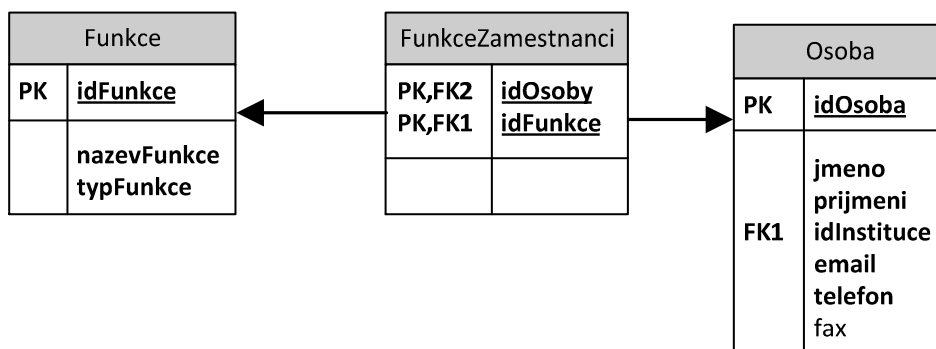 Funkce
PK idFunkce
nazevFunkce
typFunkce
FunkceZamestnanci
PK,FK2 idOsoby
PK,FK1 idFunkce
Osoba
PK idOsoba
jmeno
prijmeni
FK1 idInstituce
email
telefon
fax